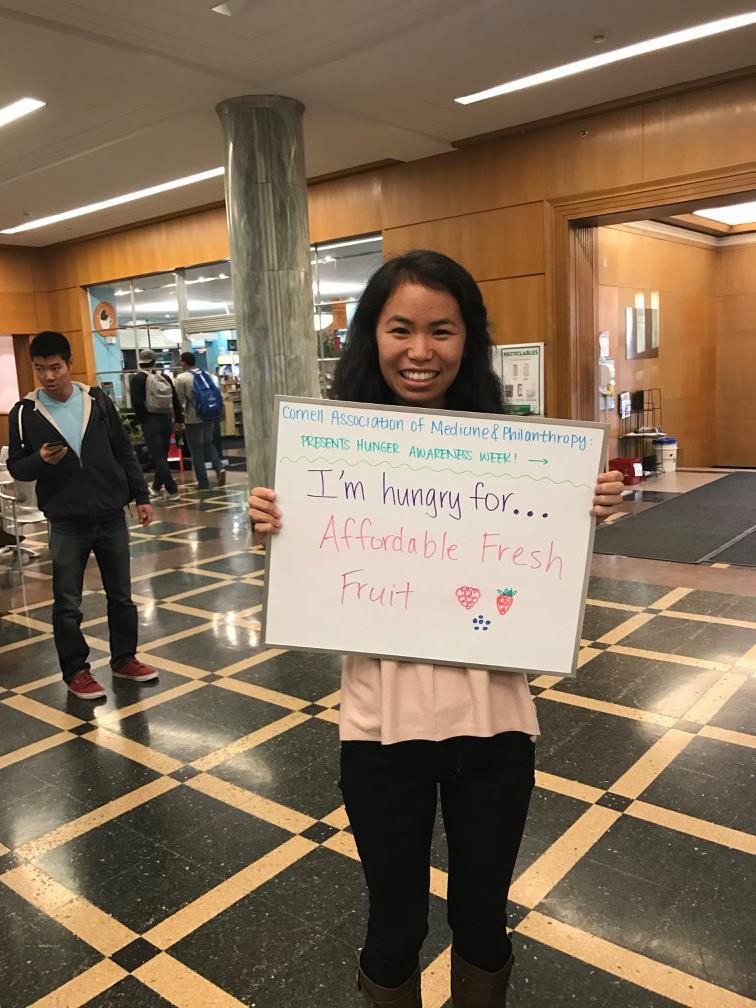 Cornell Association of Medicine & Philanthropy:
PRESENTS HUNGER AWARENESS WEEK! →
I'm hungry for...
Affordable Fresh
Fruit
RECYCLABLES